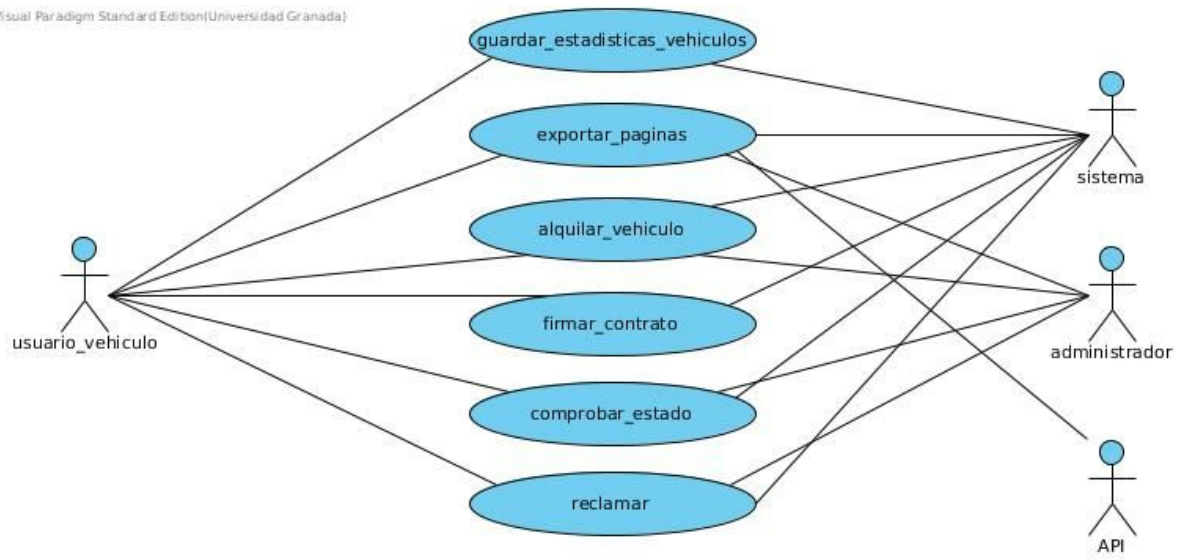 Visual Paradigm Standard Edition(Universidad Granada)
guardar_estadisticas_vehiculos
exportar_paginas
alquilar_vehiculo
firmar_contrato
comprobar_estado
reclamar
usuario_vehiculo
sistema
administrador
API